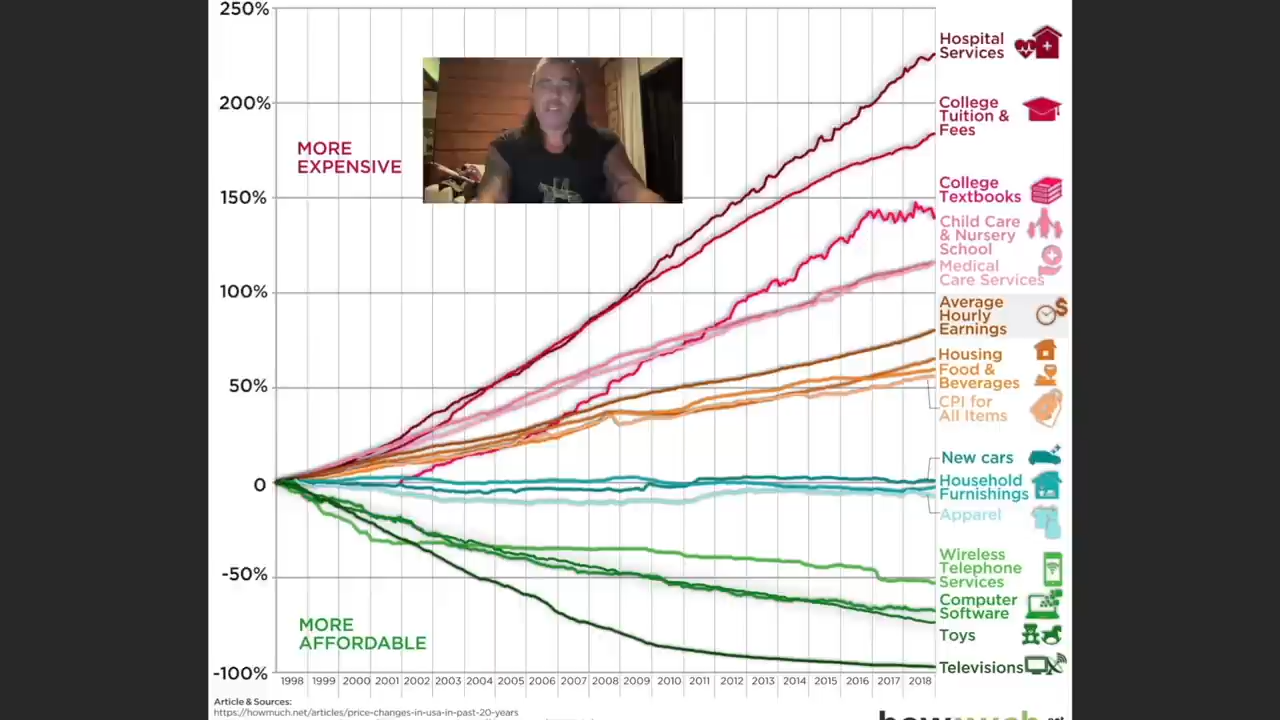 250%
200%
150%
100%
50%
0
-50%
-100%
MORE
EXPENSIVE
MORE
AFFORDABLE
Hospital
Services
College
Tuition &
Fees
College
Textbooks
Child Care
& Nursery
School
Medical
Care Services
Average
Hourly
Earnings
$
Housing
Food &
Beverages
CPI for
All Items
New cars
Household
Furnishings
Apparel
Wireless
Telephone
Services
Computer
Software
Toys
Televisions
1998 1999 2000 2001 2002 2003 2004 2005 2006 2007 2008 2009 2010 2011 2012 2013 2014 2015 2016 2017 2018
Article & Sources:
https://howmuch.net/articles/price-changes-in-usa-in-past-20-years